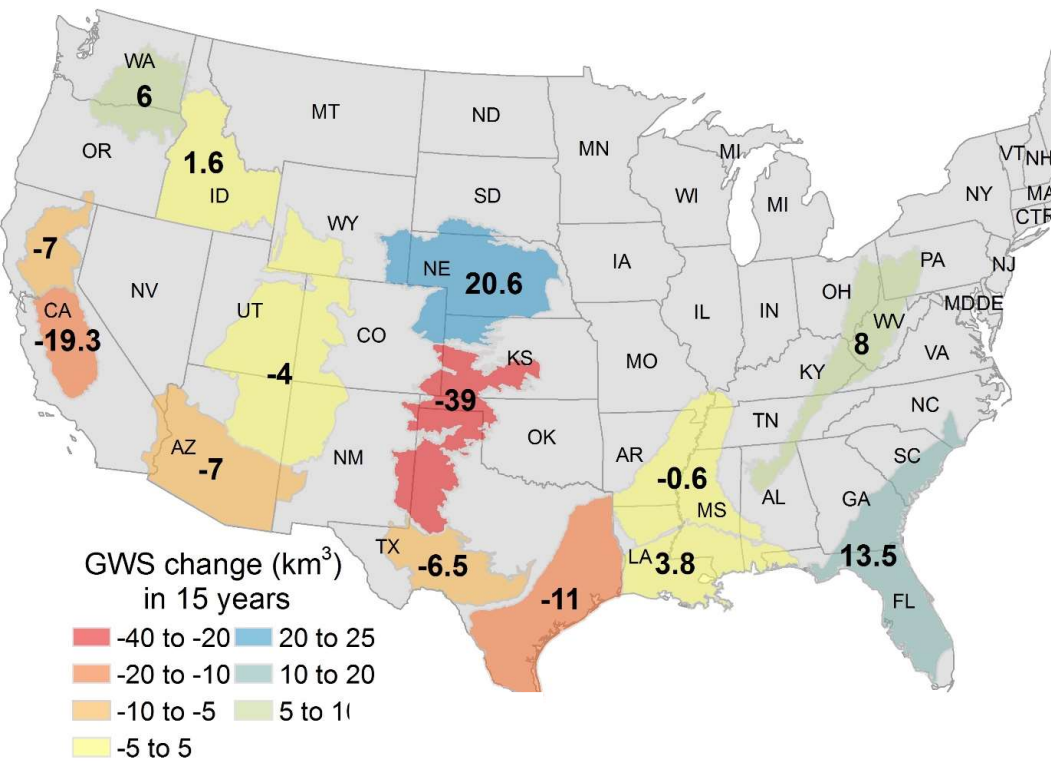 WA
6
MT
ND
MN
OR
1.6
ID
SD
WI
MI
MI
NY
VT
NH
MA
CT
WY
-7
NE
20.6
IA
PA
NJ
NV
UT
CA
-19.3
CO
IL
IN
OH
MD
DE
WV
8
VA
KY
-4
KS
MO
-39
TN
NC
AZ
-7
NM
OK
AR
-0.6
MS
AL
GA
SC
TX
-6.5
-11
LA
3.8
13.5
FL
GWS change (km³)
in 15 years
-40 to -20 20 to 25
-20 to -10 10 to 20
-10 to -5 5 to 1
-5 to 5